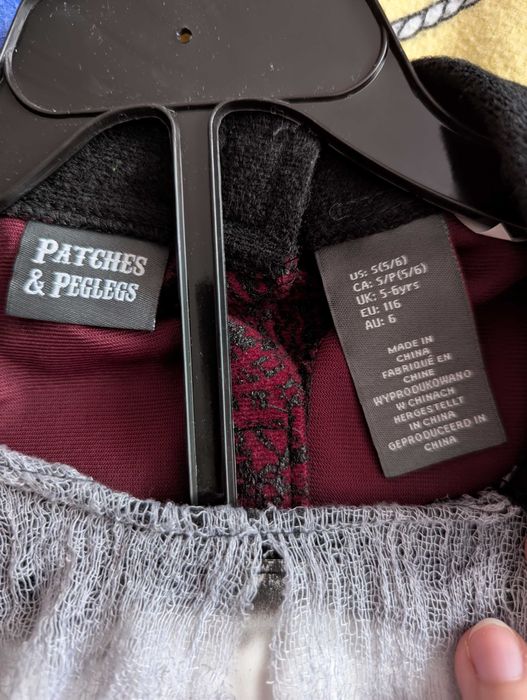 PATCHES
& PEGLEGS
US: S(5/6)
CA: S/P(5/6)
UK: 5-6yrs
EU: 116
AU: 6
MADE IN
CHINA
FABRIQUÉ EN
CHINE
WYPRODUKOWANO
W CHINACH
HERGESTELLT
IN CHINA
GEPRODUCEERD IN
CHINA